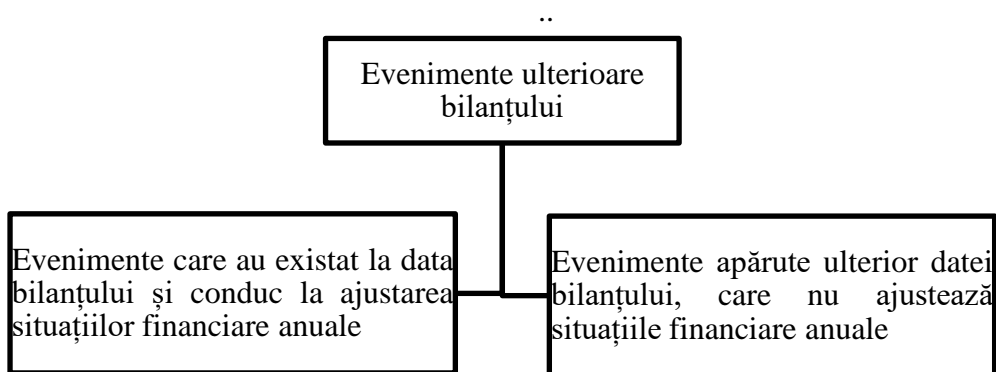 ..
Evenimente ulterioare
bilanțului
Evenimente care au existat la data
bilanțului și conduc la ajustarea
situațiilor financiare anuale
Evenimente apărute ulterior datei
bilanțului, care nu ajustează
situațiile financiare anuale